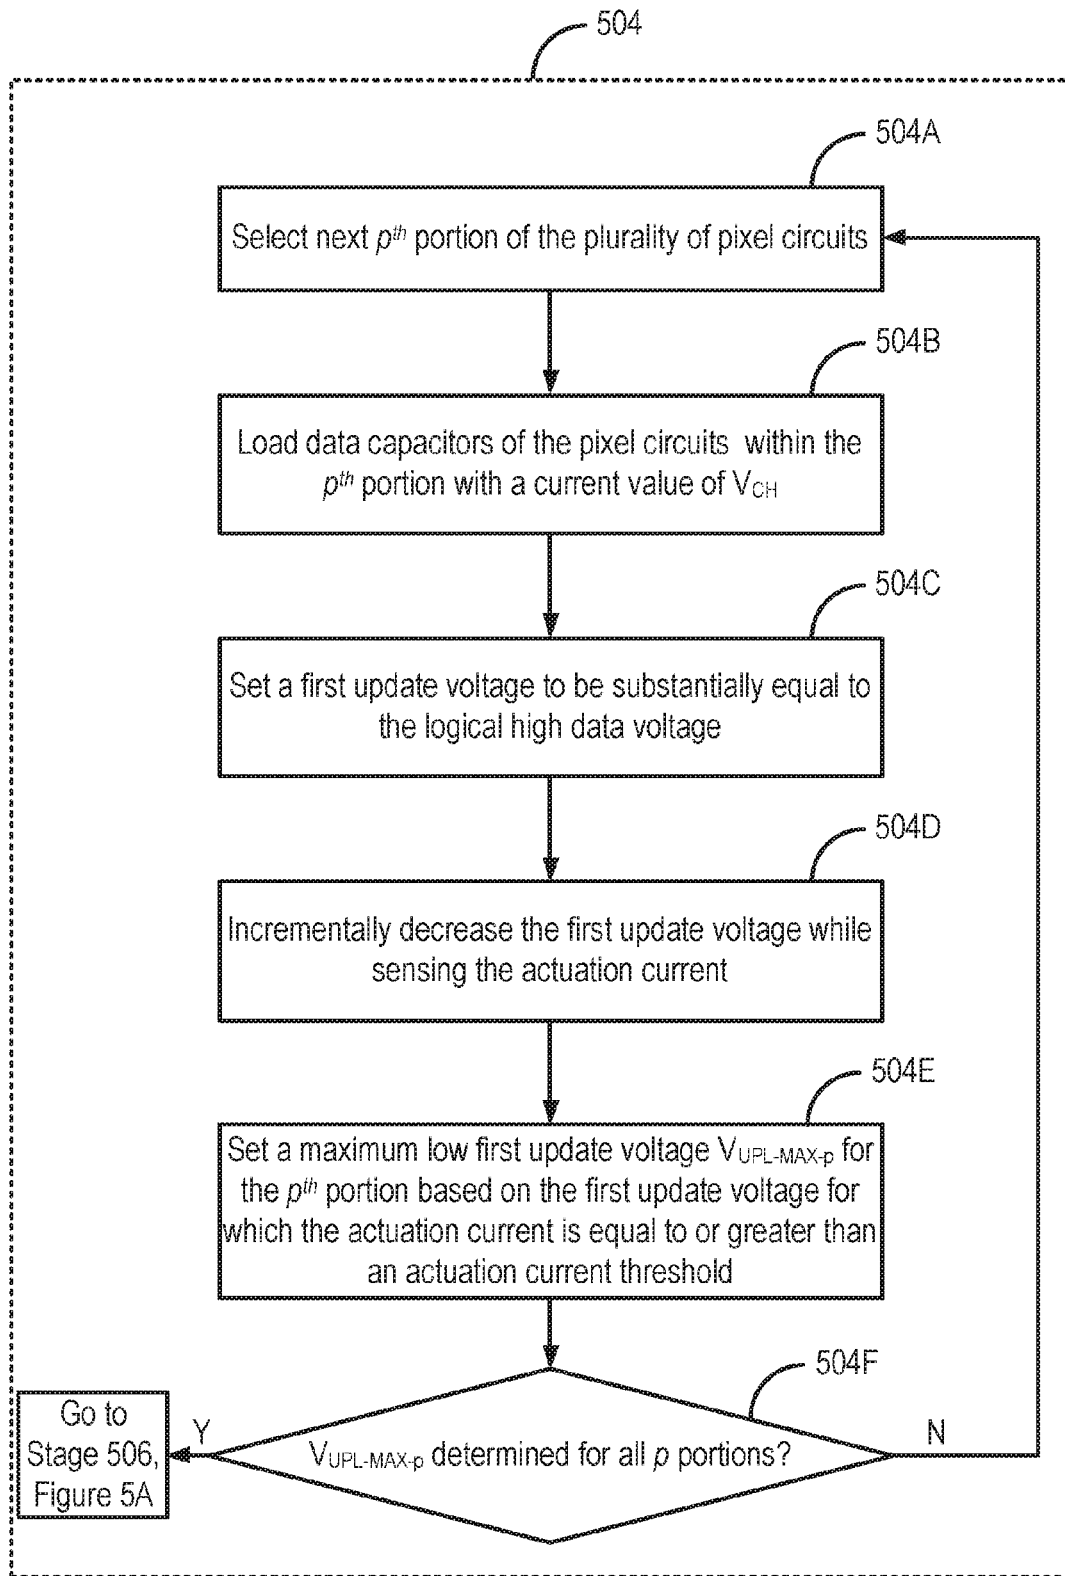 504
504A
Select next pth portion of the plurality of pixel circuits
504B
Load data capacitors of the pixel circuits within the
pth portion with a current value of VCH
504C
Set a first update voltage to be substantially equal to
the logical high data voltage
504D
Incrementally decrease the first update voltage while
sensing the actuation current
504E
Set a maximum low first update voltage VUPL-MAX-p for
the pth portion based on the first update voltage for
which the actuation current is equal to or greater than
an actuation current threshold
504F
VUPL-MAX-p determined for all p portions?
Y
N
Go to
Stage 506,
Figure 5A